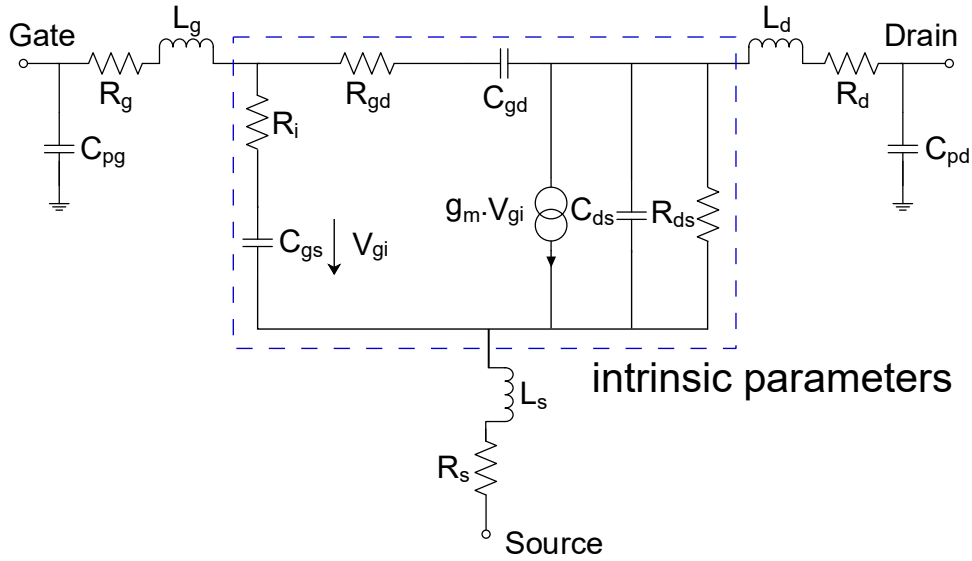 Gate
L_g
L_d
Drain
R_g
R_gd
C_gd
R_d
R_i
C_pg
C_pd
g_m.V_gi
C_ds
R_ds
C_gs
V_gi
intrinsic parameters
L_s
R_s
Source